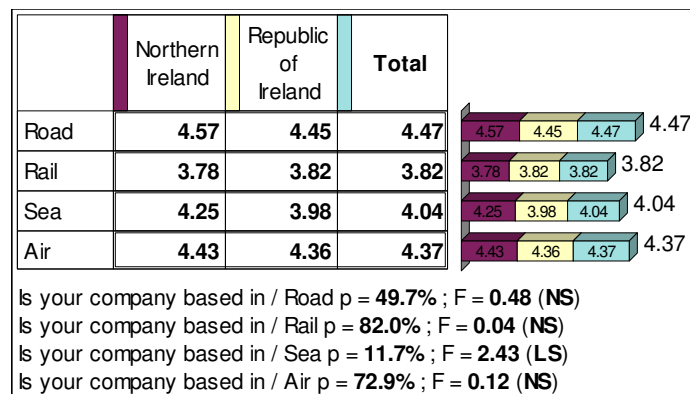 Northern Ireland Republic of Ireland Total
Road 4.57 4.45 4.47 4.57 4.45 4.47 4.47
Rail 3.78 3.82 3.82 3.78 3.82 3.82 3.82
Sea 4.25 3.98 4.04 4.25 3.98 4.04 4.04
Air 4.43 4.36 4.37 4.43 4.36 4.37 4.37
Is your company based in / Road p = 49.7% ; F = 0.48 (NS)
Is your company based in / Rail p = 82.0% ; F = 0.04 (NS)
Is your company based in / Sea p = 11.7% ; F = 2.43 (LS)
Is your company based in / Air p = 72.9% ; F = 0.12 (NS)